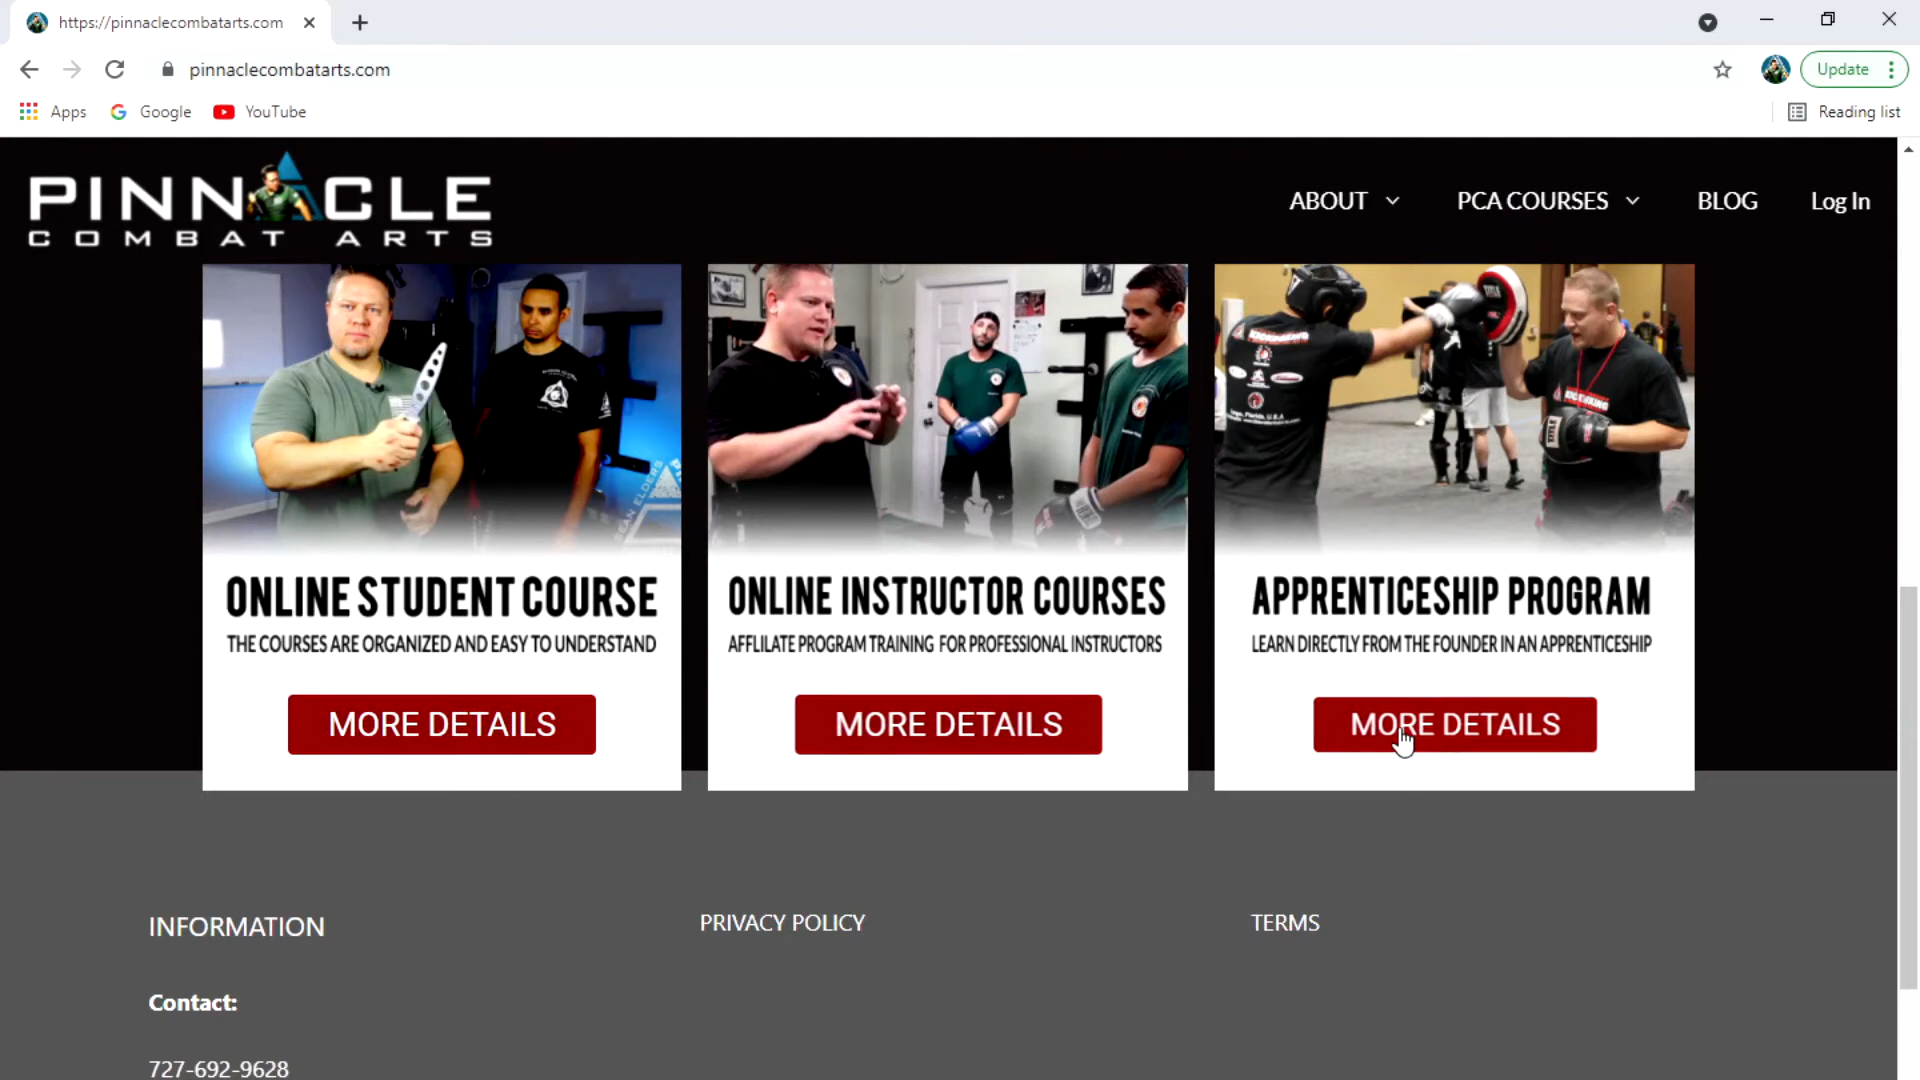 https://pinnaclecombatarts.com
pinnaclecombatarts.com
Update
Apps
Google
YouTube
Reading list
PINNACLE
COMBAT ARTS
ABOUT
PCA COURSES
BLOG
Log In
ONLINE STUDENT COURSE
THE COURSES ARE ORGANIZED AND EASY TO UNDERSTAND
MORE DETAILS
ONLINE INSTRUCTOR COURSES
AFFLILATE PROGRAM TRAINING FOR PROFESSIONAL INSTRUCTORS
MORE DETAILS
APPRENTICESHIP PROGRAM
LEARN DIRECTLY FROM THE FOUNDER IN AN APPRENTICESHIP
MORE DETAILS
INFORMATION
PRIVACY POLICY
TERMS
Contact:
727-692-9628